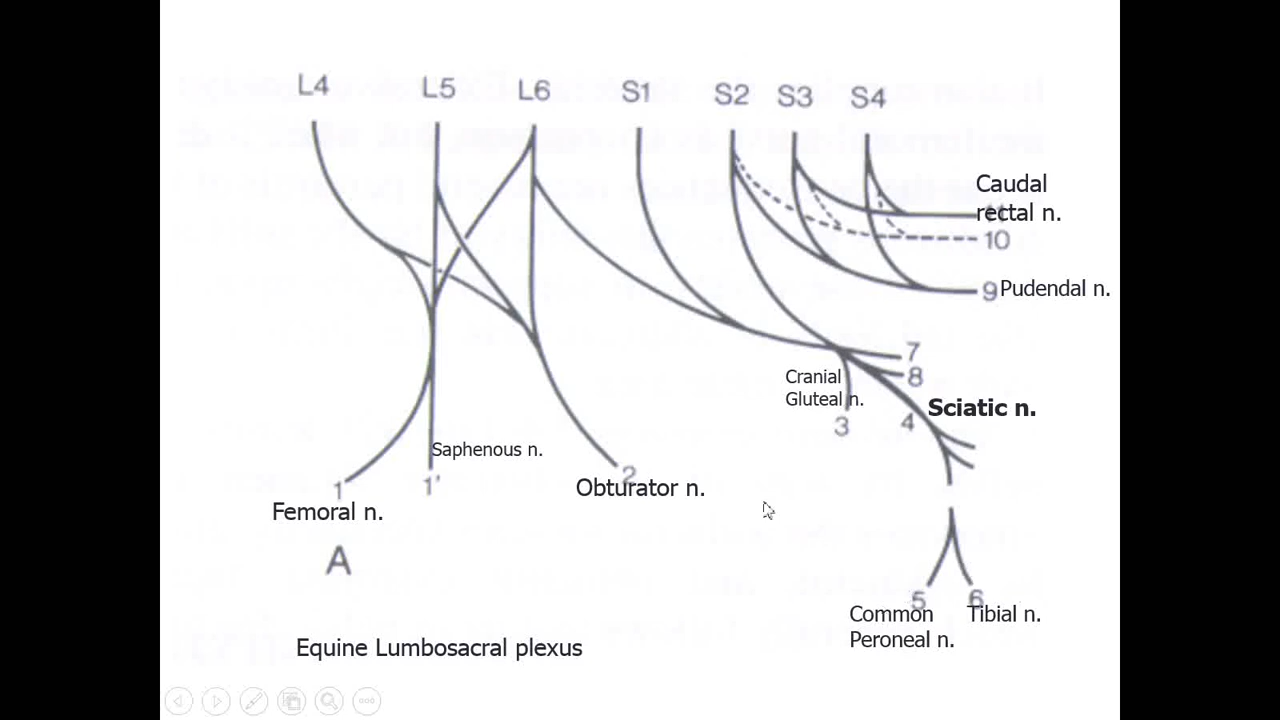 L4 L5 L6 S1 S2 S3 S4
Caudal
rectal n.
11
10
9 Pudendal n.
7
8
Cranial
Gluteal n.
3
4
Sciatic n.
Saphenous n.
1'
1
Femoral n.
2
Obturator n.
A
5
6
Common
Peroneal n.
Tibial n.
Equine Lumbosacral plexus